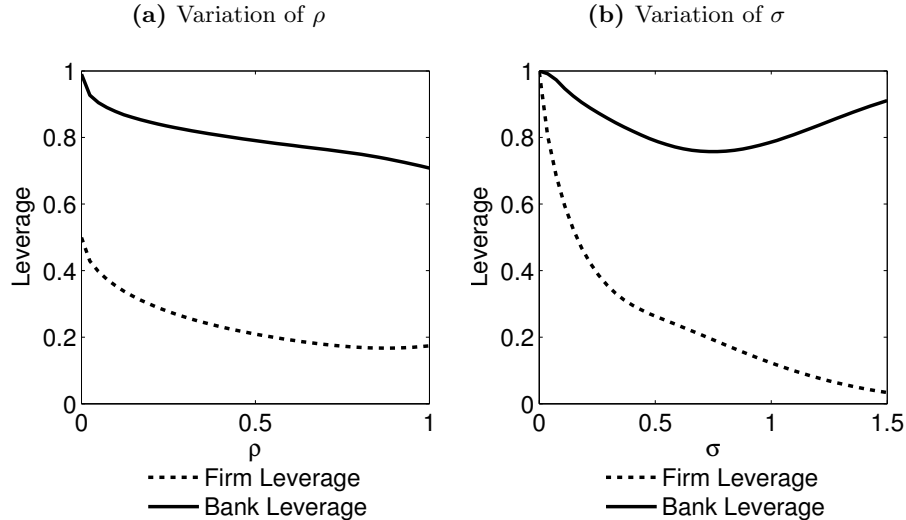 (a) Variation of ρ
(b) Variation of σ
1
0.8
0.6
0.4
0.2
0
Leverage
0
0.5
1
ρ
Firm Leverage
Bank Leverage
1
0.8
0.6
0.4
0.2
0
Leverage
0
0.5
1
1.5
σ
Firm Leverage
Bank Leverage